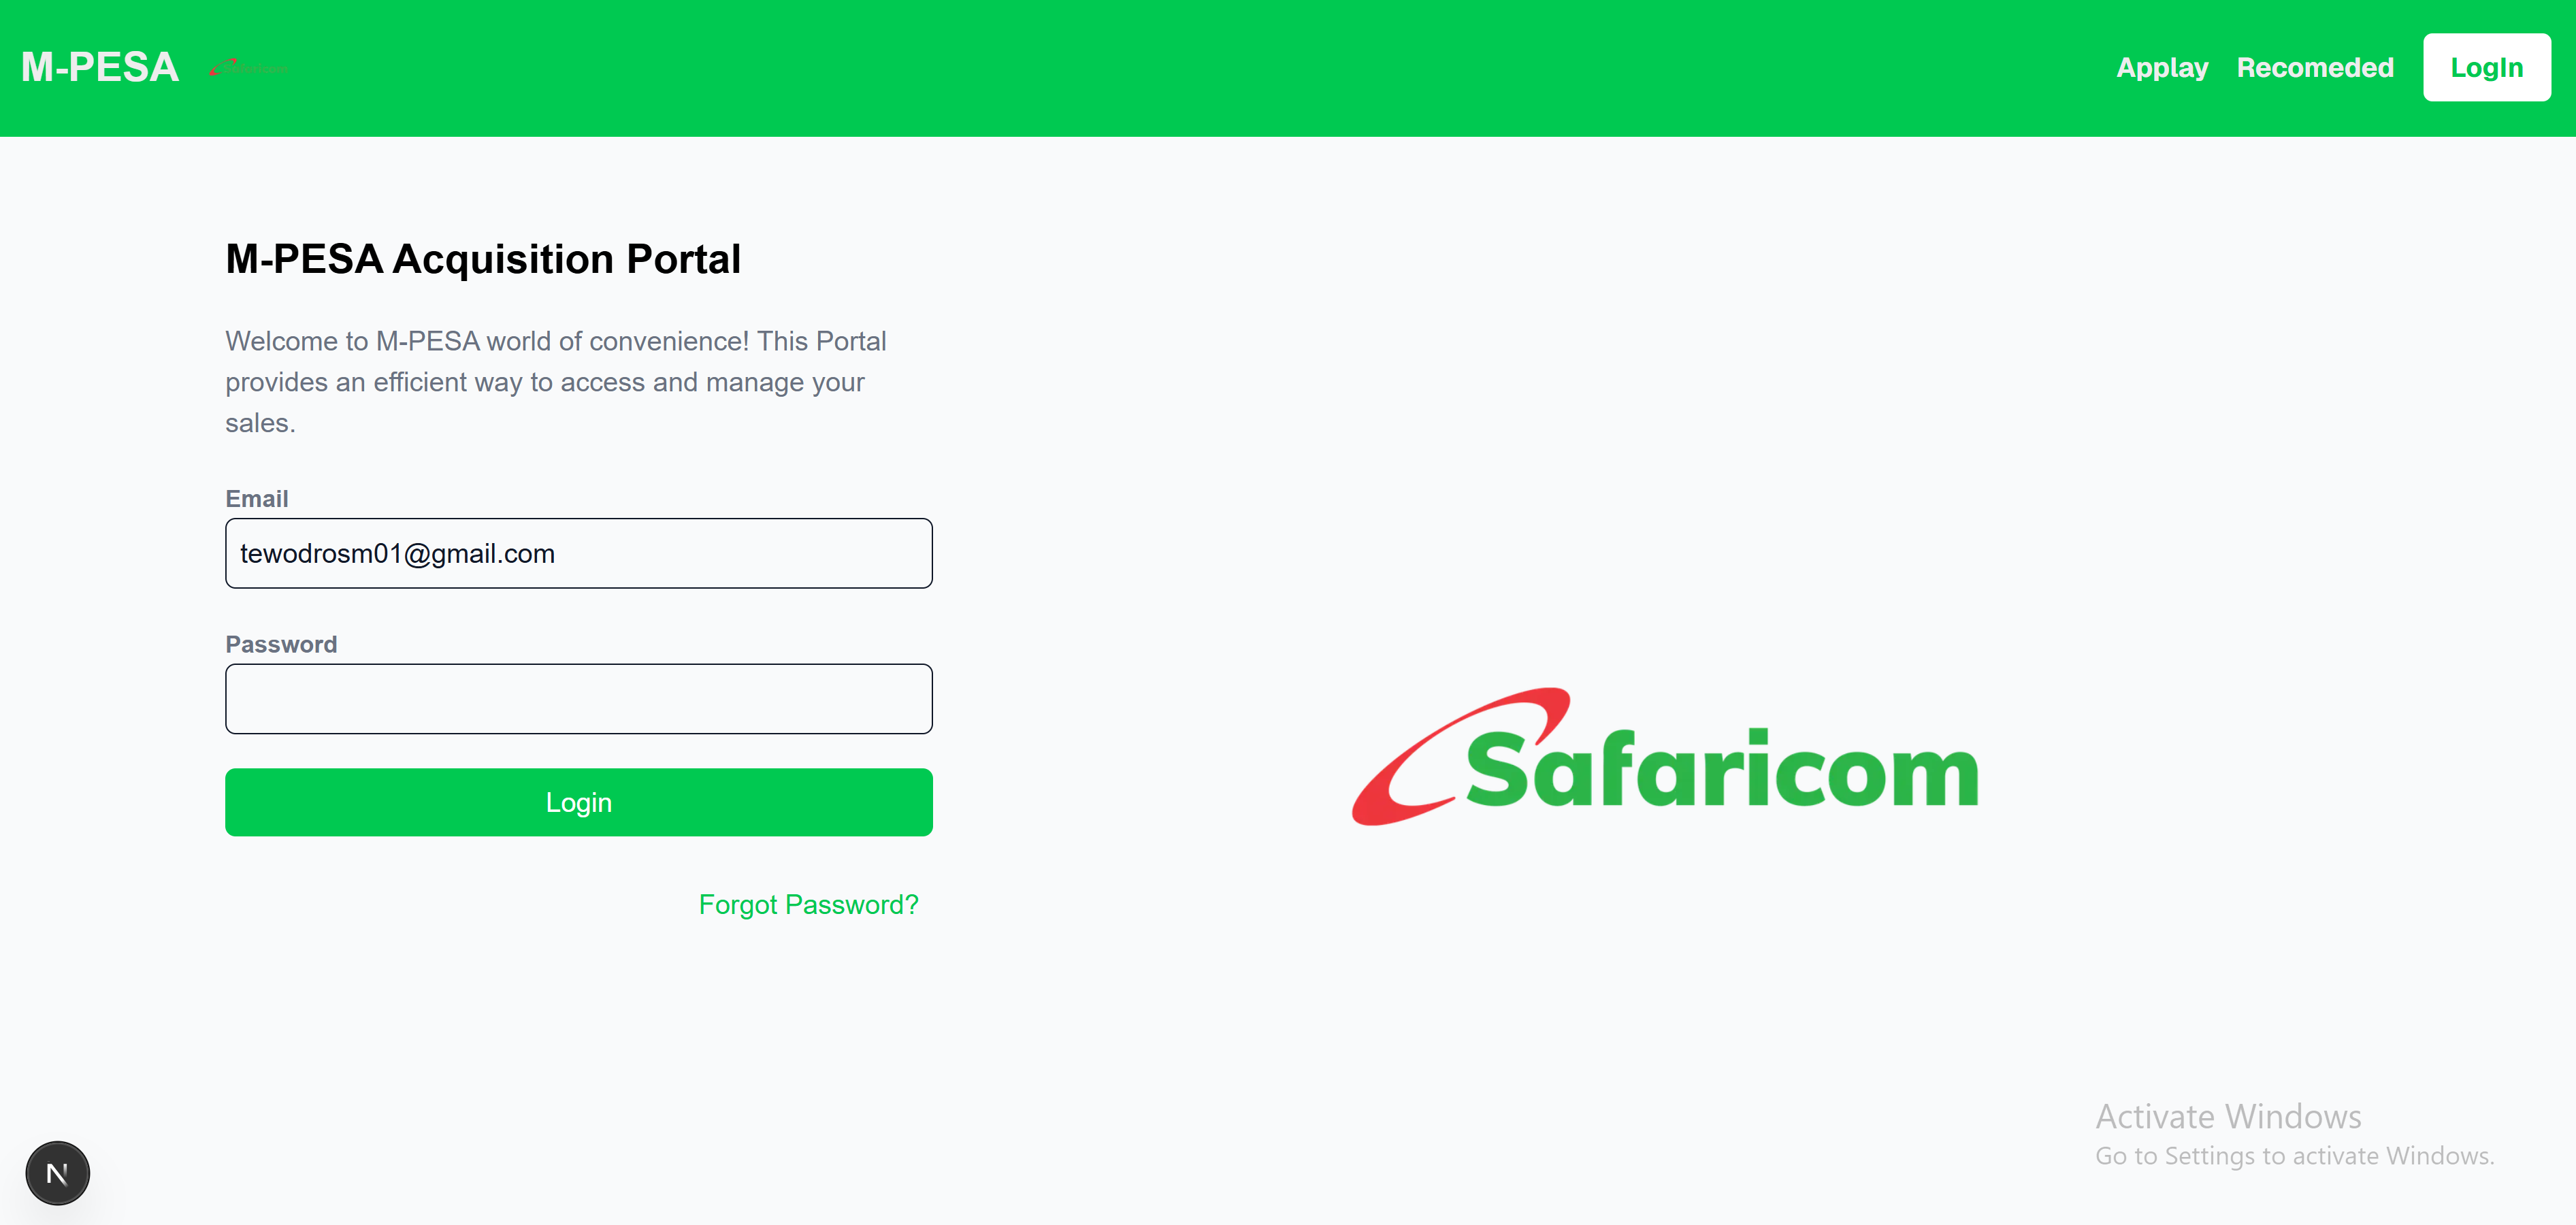 M-PESA
Applay Recomeded LogIn
M-PESA Acquisition Portal
Welcome to M-PESA world of convenience! This Portal
provides an efficient way to access and manage your
sales.
Email
tewodrosm01@gmail.com
Password
Login
Forgot Password?
Safaricom
Activate Windows
Go to Settings to activate Windows.
N